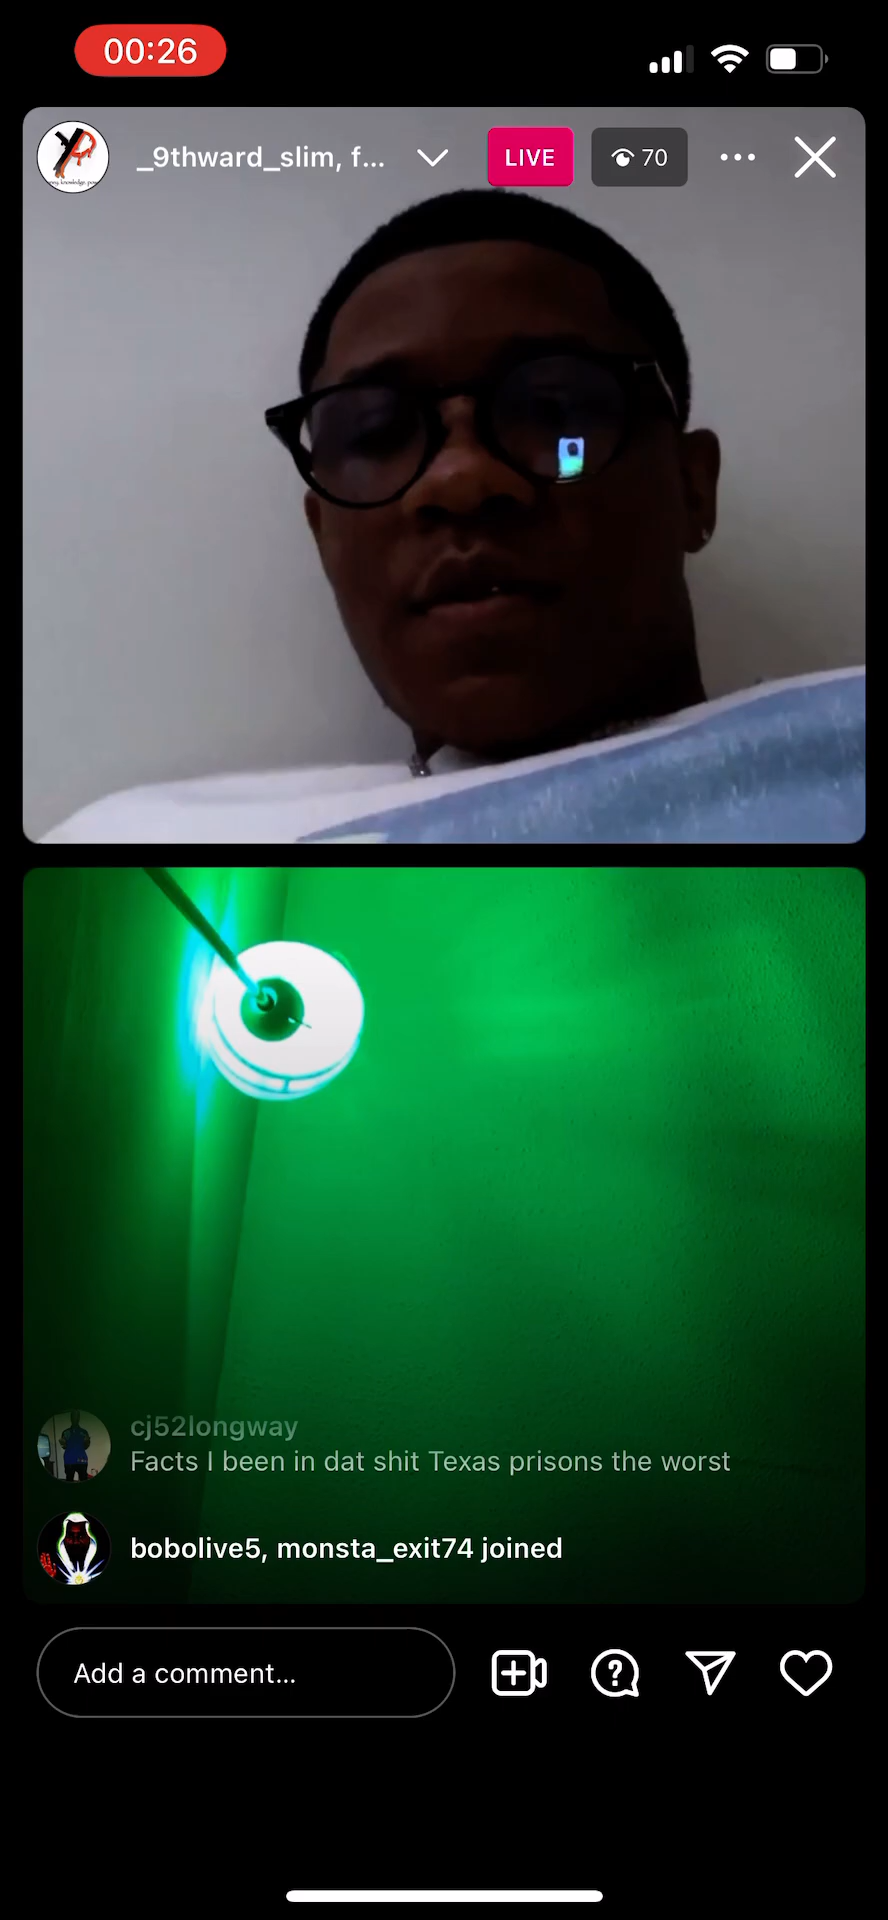 00:26
_9thward_slim, f...
LIVE
70
cj52longway
Facts I been in dat shit Texas prisons the worst
bobolive5, monsta_exit74 joined
Add a comment...